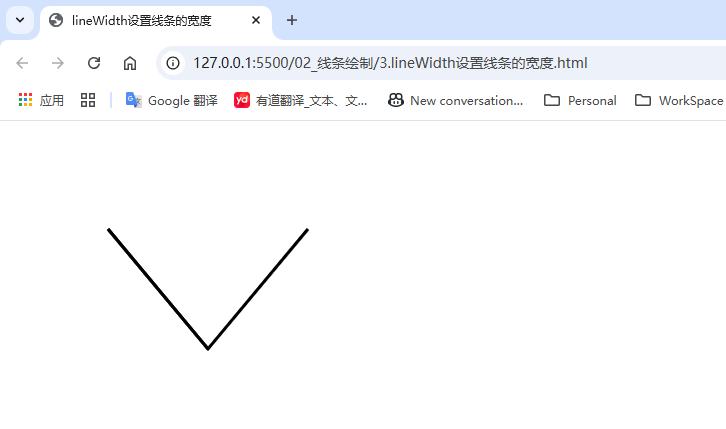 lineWidth设置线条的宽度
127.0.0.1:5500/02_线条绘制/3.lineWidth设置线条的宽度.html
应用 Google 翻译 yd 有道翻译_文本、文... New conversation... Personal WorkSpace